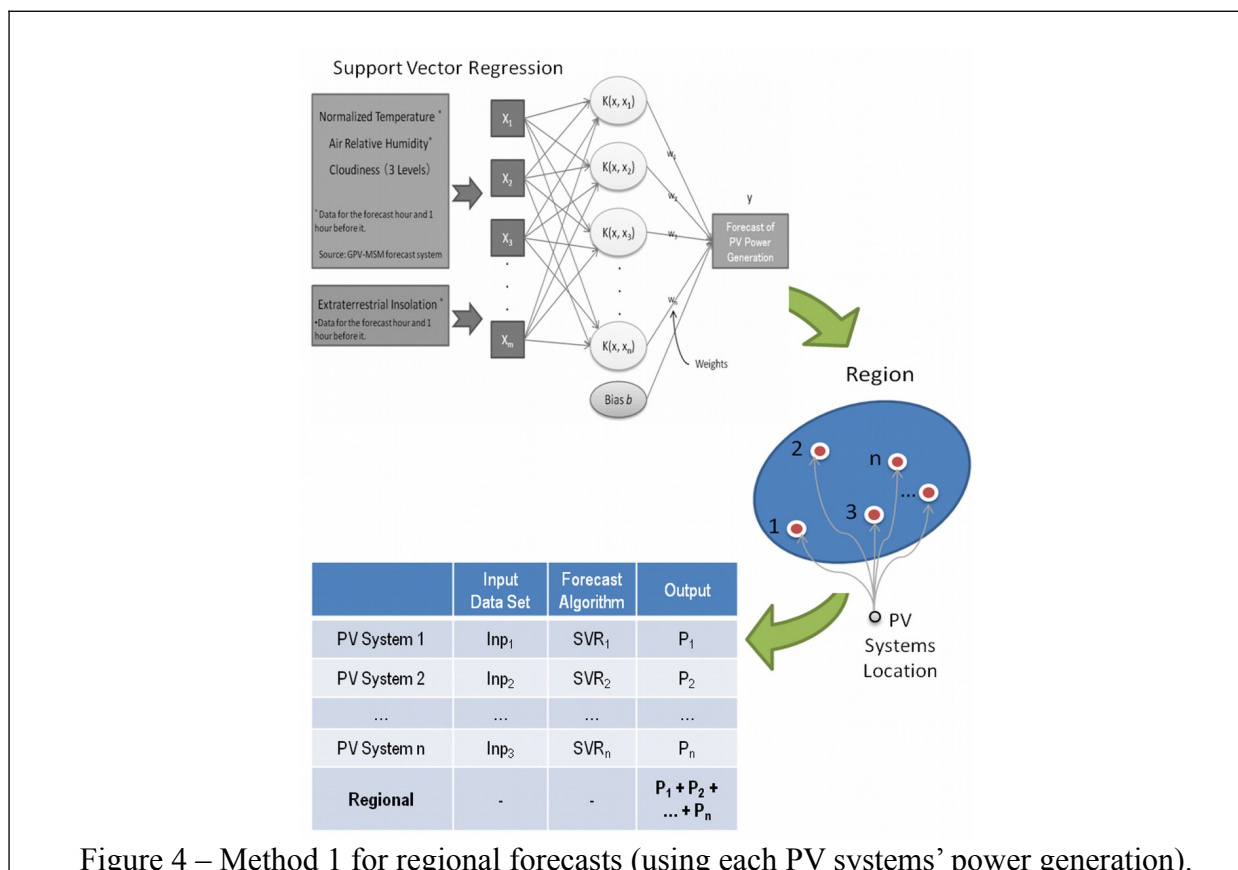 Support Vector Regression
Normalized Temperature *
Air Relative Humidity*
Cloudiness (3 Levels)
* Data for the forecast hour and 1
hour before it.
Source: GPV-MSM forecast system
Extraterrestrial Insolation *
•Data for the forecast hour and 1
hour before it.
X₁
X₂
X₃
.
.
.
Xₘ
K(x, x₁)
K(x, x₂)
K(x, x₃)
.
.
.
K(x, xₙ)
Bias b
w₁
w₂
wₙ
Weights
y
Forecast of
PV Power
Generation
Region
2
n
...
3
1
PV
Systems
Location
Input
Data Set
Forecast
Algorithm
Output
PV System 1 Inp₁ SVR₁ P₁
PV System 2 Inp₂ SVR₂ P₂
... ... ... ...
PV System n Inp₃ SVRₙ Pₙ
Regional - - P₁ + P₂ +
... + Pₙ
Figure 4 – Method 1 for regional forecasts (using each PV systems' power generation).